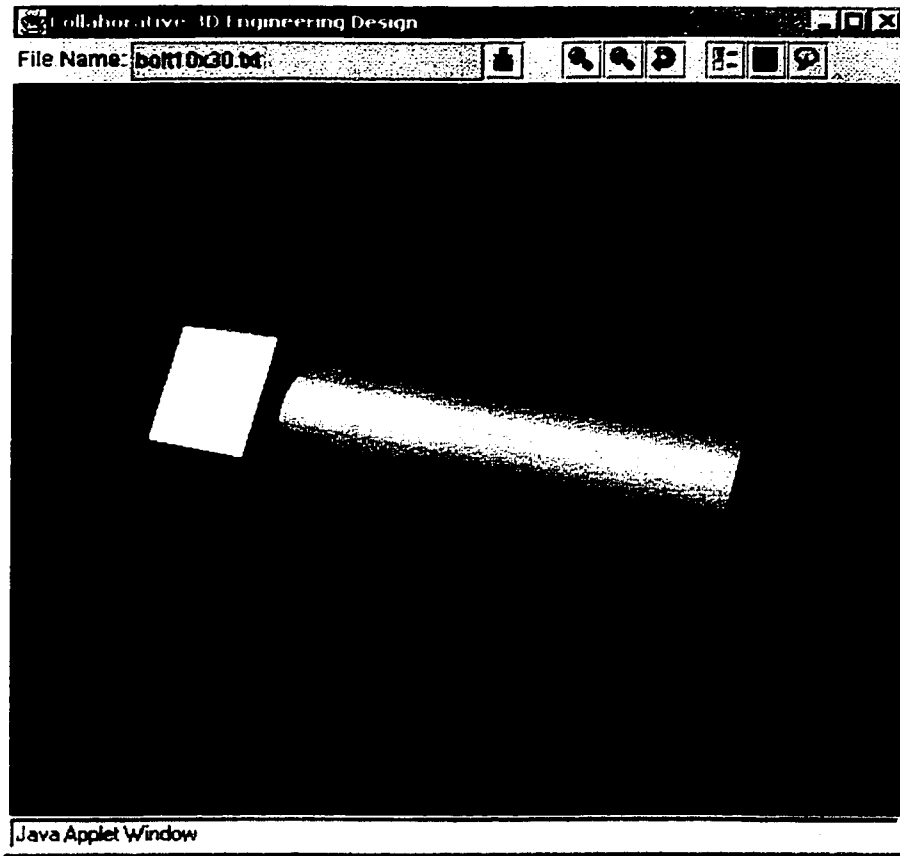 Collaborative 3D Engineering Design
File Name: bolt10x30.txt
Java Applet Window